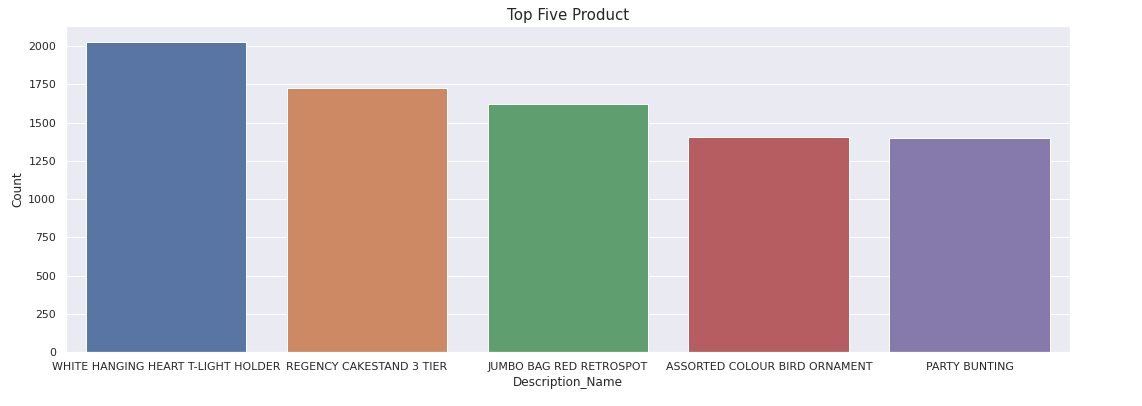 Top Five Product
2000
1750
1500
1250
1000
750
500
250
0
Count
WHITE HANGING HEART T-LIGHT HOLDER REGENCY CAKESTAND 3 TIER JUMBO BAG RED RETROSPOT ASSORTED COLOUR BIRD ORNAMENT PARTY BUNTING
Description_Name